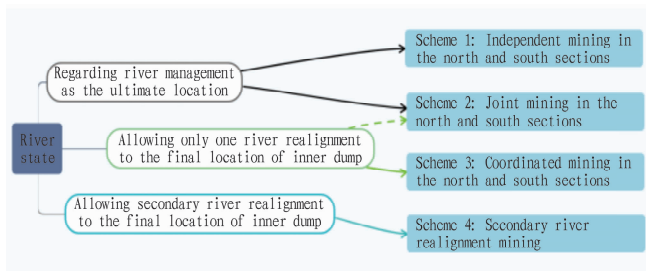 River
state
Regarding river management
as the ultimate location
Allowing only one river realignment
to the final location of inner dump
Allowing secondary river realignment
to the final location of inner dump
Scheme 1: Independent mining in
the north and south sections
Scheme 2: Joint mining in the
north and south sections
Scheme 3: Coordinated mining in
the north and south sections
Scheme 4: Secondary river
realignment mining